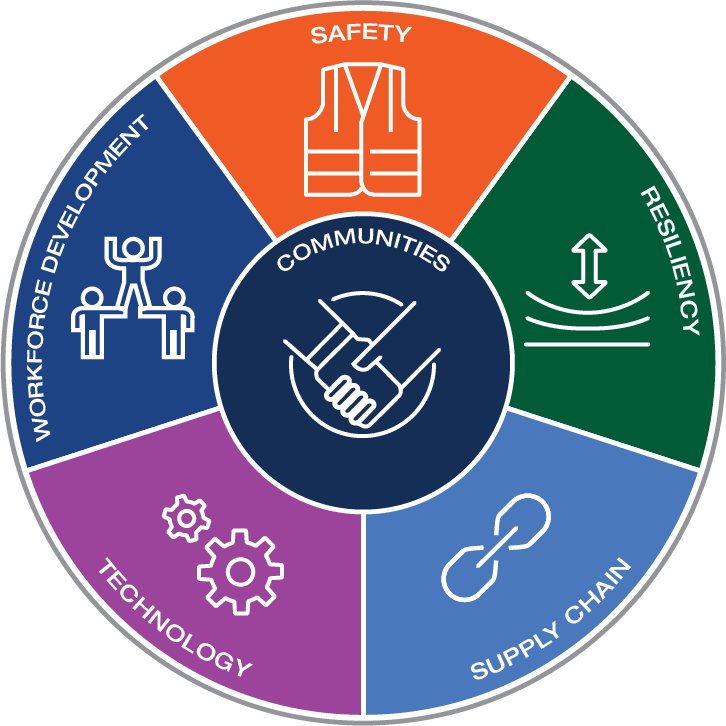 SAFETY
RESILIENCY
SUPPLY CHAIN
TECHNOLOGY
WORKFORCE DEVELOPMENT
COMMUNITIES